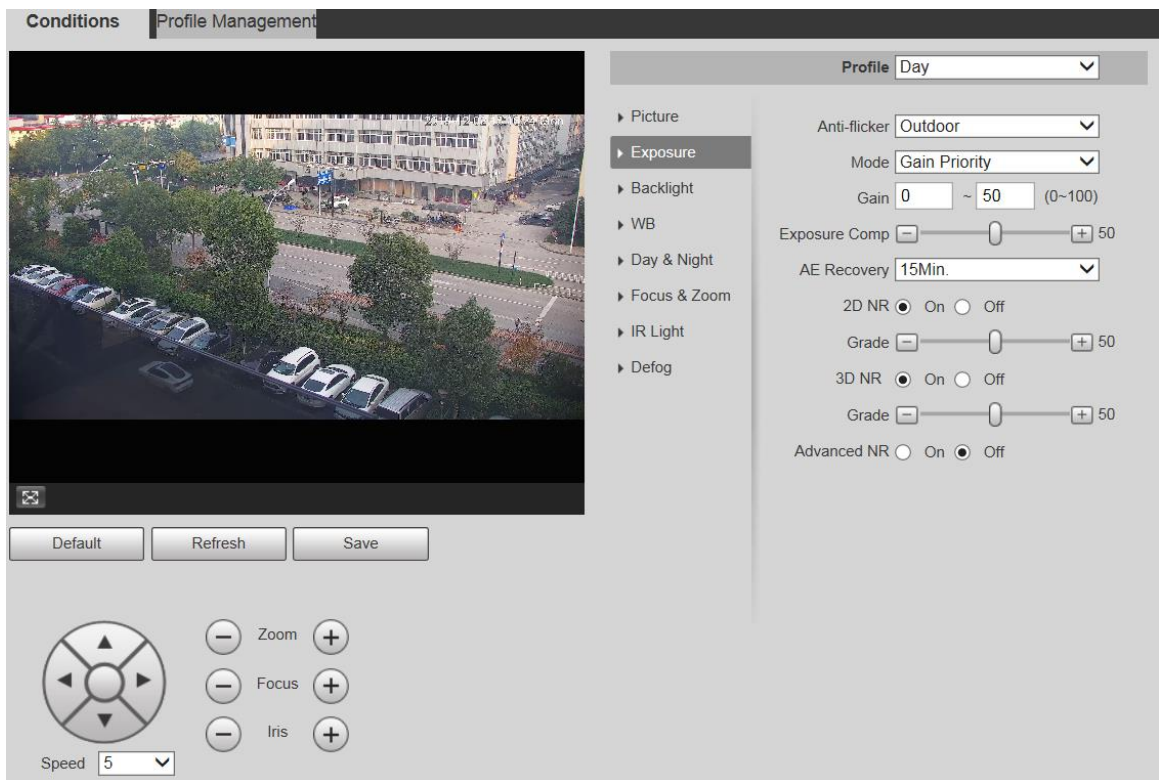 Conditions
Profile Management
Profile Day
Picture
Exposure
Backlight
WB
Day & Night
Focus & Zoom
IR Light
Defog
Anti-flicker Outdoor
Mode Gain Priority
Gain 0 ~ 50 (0~100)
Exposure Comp 50
AE Recovery 15Min.
2D NR On Off
Grade 50
3D NR On Off
Grade 50
Advanced NR On Off
Default Refresh Save
Zoom
Focus
Iris
Speed 5